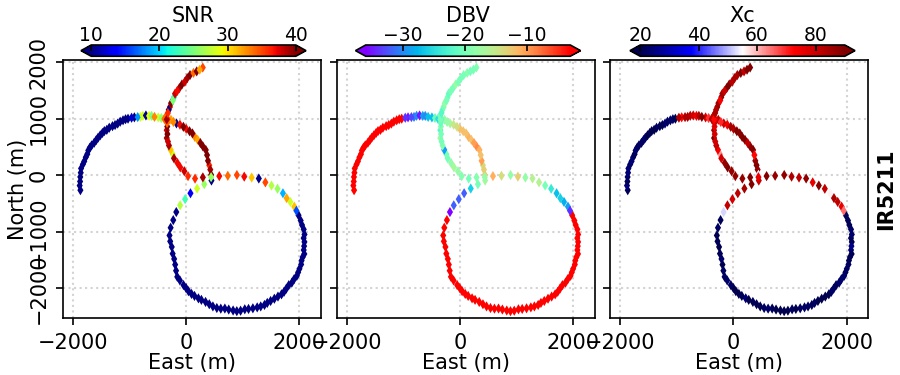 SNR DBV Xc
10 20 30 40 −30 −20 −10 20 40 60 80
2000
1000
0
−1000
−2000
North (m)
−2000 0 2000 −2000 0 2000 −2000 0 2000
East (m) East (m) East (m)
IR5211